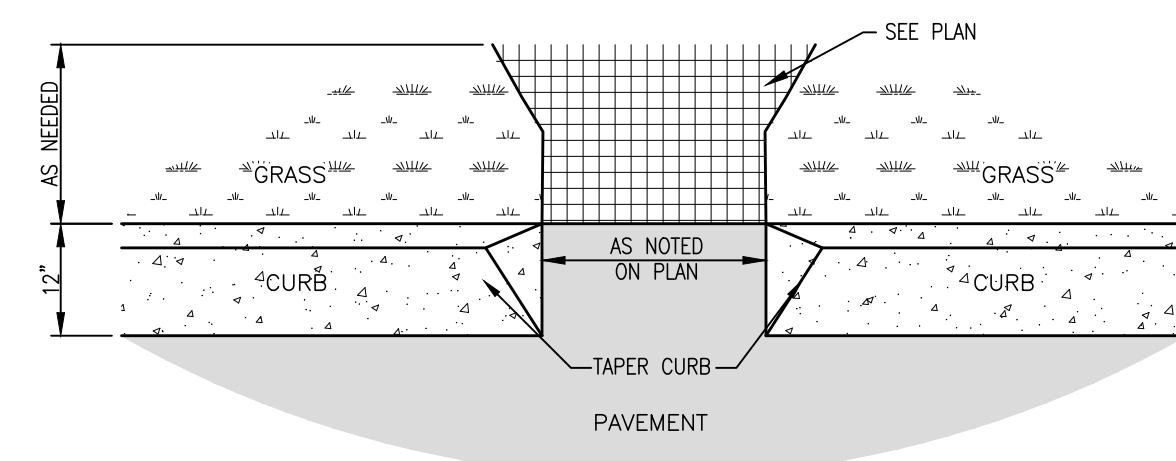 SEE PLAN
AS NEEDED
GRASS
GRASS
AS NOTED
ON PLAN
12"
CURB
CURB
TAPER CURB
PAVEMENT